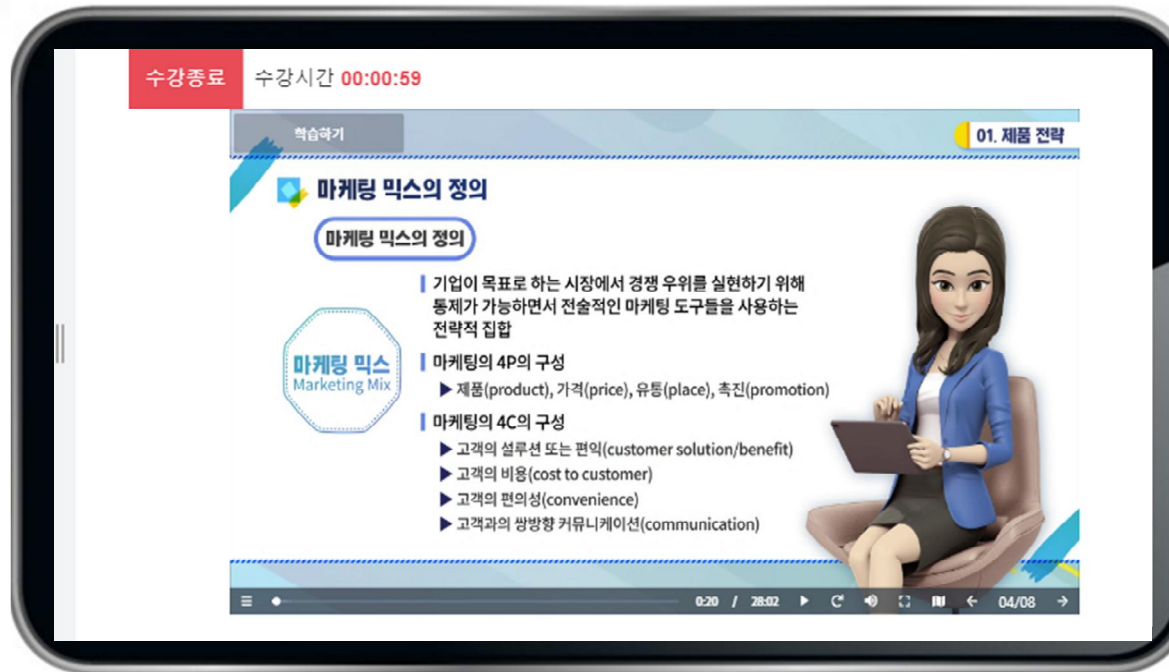 수강종료
수강시간 00:00:59
학습하기
01. 제품 전략
마케팅 믹스의 정의
마케팅 믹스의 정의
기업이 목표로 하는 시장에서 경쟁 우위를 실현하기 위해
통제가 가능하면서 전술적인 마케팅 도구들을 사용하는
전략적 집합
마케팅 믹스
Marketing Mix
마케팅의 4P의 구성
▶ 제품(product), 가격(price), 유통(place), 촉진(promotion)
마케팅의 4C의 구성
▶ 고객의 설루션 또는 편익(customer solution/benefit)
▶ 고객의 비용(cost to customer)
▶ 고객의 편의성(convenience)
▶ 고객과의 쌍방향 커뮤니케이션(communication)
0:20 / 28:02
04/08